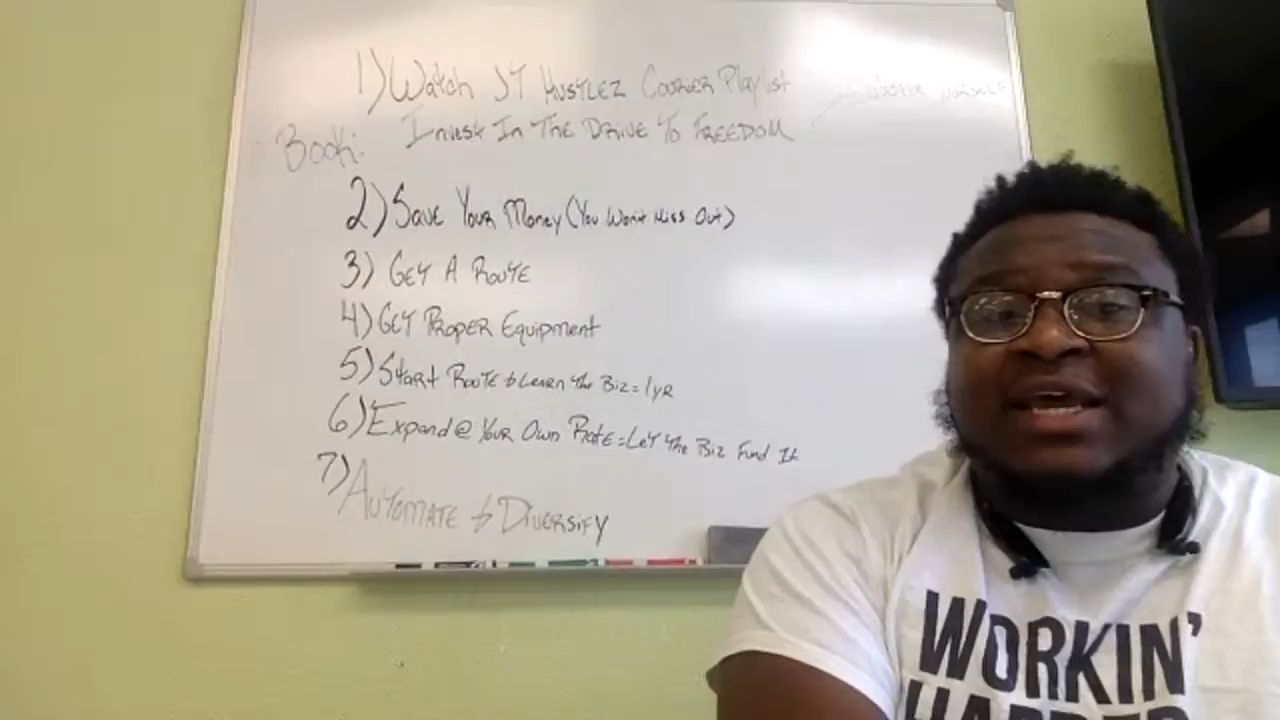 1) Watch JT HUSTLEZ COURIER Playlist
Book: Invest In THE DRIVE To FREEDOM
2) SAVE YOUR Money (You Won't Miss Out)
3) GET A ROUTE
4) GET PROPER Equipment
5) Start ROUTE & Learn the Biz = 1yR
6) Expand @ YOUR Own RATE = LET The Biz Fund It
7) AUTOMATE & DIVERSIFY
WORKIN'
HARDER